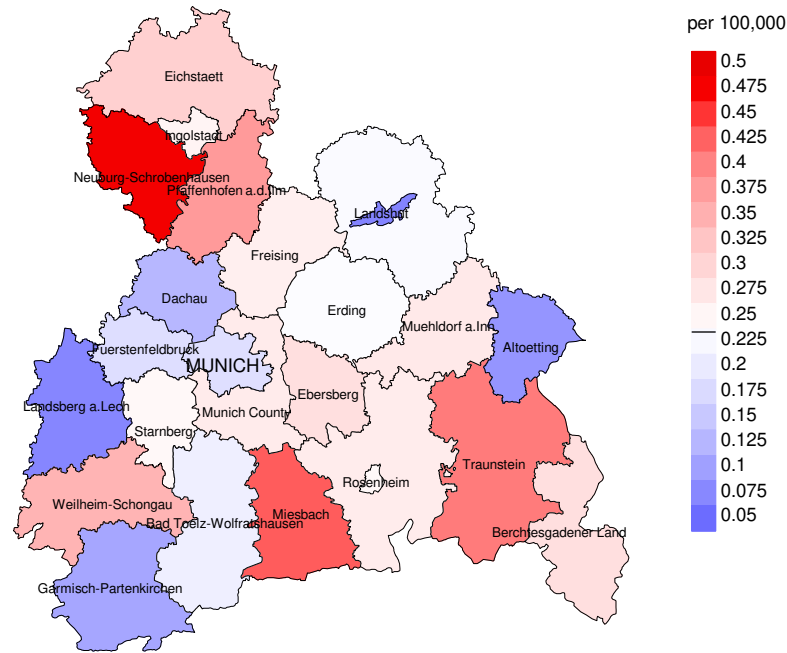 per 100,000
0.5
0.475
0.45
0.425
0.4
0.375
0.35
0.325
0.3
0.275
0.25
0.225
0.2
0.175
0.15
0.125
0.1
0.075
0.05
Eichstaett
Ingolstadt
Neuburg-Schrobenhausen
Pfaffenhofen a.d.Ilm
Landshut
Freising
Dachau
Erding
Muehldorf a.Inn
Altoetting
Fuerstenfeldbruck
MUNICH
Ebersberg
Landsberg a.Lech
Munich County
Starnberg
Traunstein
Rosenheim
Weilheim-Schongau
Miesbach
Bad Toelz-Wolfratshausen
Berchtesgadener Land
Garmisch-Partenkirchen